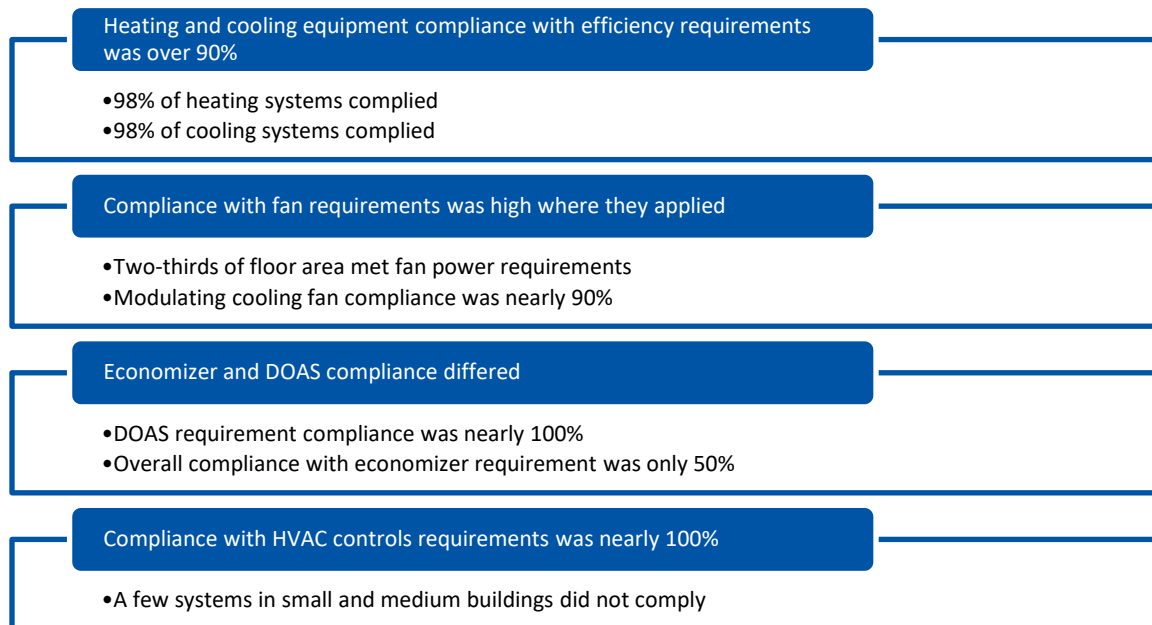 Heating and cooling equipment compliance with efficiency requirements
was over 90%
•98% of heating systems complied
•98% of cooling systems complied
Compliance with fan requirements was high where they applied
•Two-thirds of floor area met fan power requirements
•Modulating cooling fan compliance was nearly 90%
Economizer and DOAS compliance differed
•DOAS requirement compliance was nearly 100%
•Overall compliance with economizer requirement was only 50%
Compliance with HVAC controls requirements was nearly 100%
•A few systems in small and medium buildings did not comply